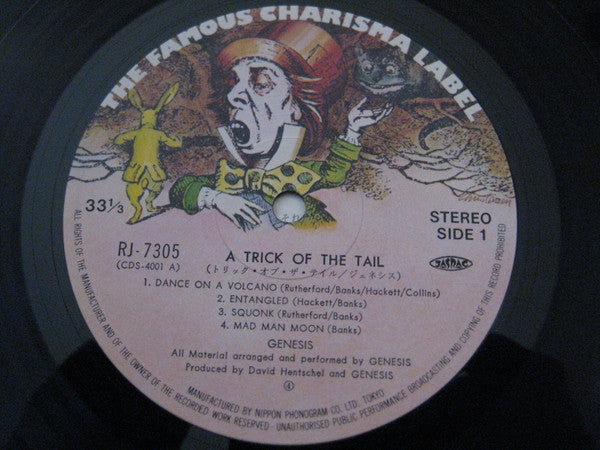 THE FAMOUS CHARISMA LABEL
33 1/3
STEREO
SIDE 1
RJ-7305
(CDS-4001 A)
JASRAC
A TRICK OF THE TAIL
(トリック・オブ・ザ・テイル/ジェネシス)
1. DANCE ON A VOLCANO (Rutherford/Banks/Hackett/Collins)
2. ENTANGLED (Hackett/Banks)
3. SQUONK (Rutherford/Banks)
4. MAD MAN MOON (Banks)
GENESIS
All Material arranged and performed by GENESIS
Produced by David Hentschel and GENESIS
④
MANUFACTURED BY NIPPON PHONOGRAM CO. LTD. TOKYO
ALL RIGHTS OF THE MANUFACTURER AND OF THE OWNER OF THE RECORDED WORK RESERVED - UNAUTHORISED PUBLIC PERFORMANCE BROADCASTING AND COPYING OF THIS RECORD PROHIBITED